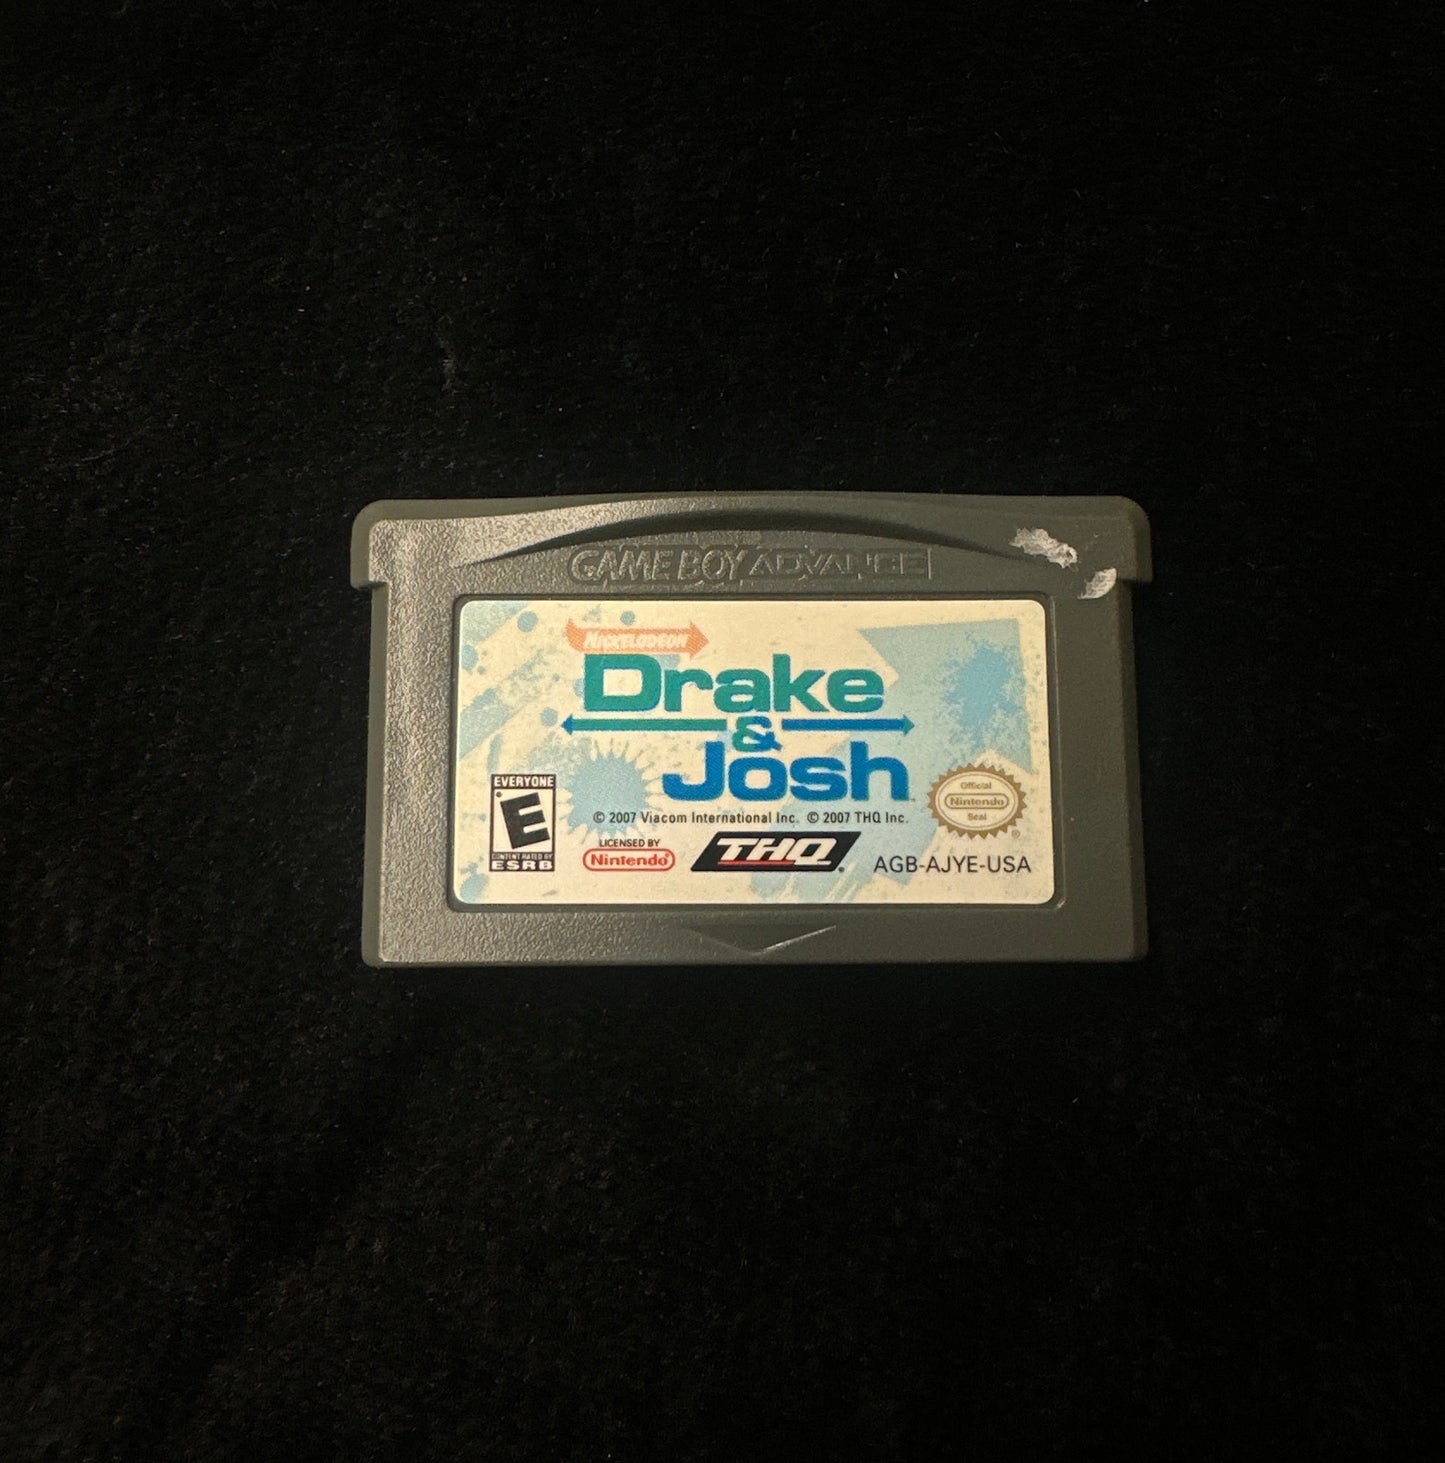 GAME BOY ADVANCE
NICKELODEON
Drake
&
Josh
EVERYONE
E
CONTENT RATED BY
ESRB
© 2007 Viacom International Inc. © 2007 THQ Inc.
LICENSED BY
Nintendo®
THQ®
Official
Nintendo
Seal
®
AGB-AJYE-USA